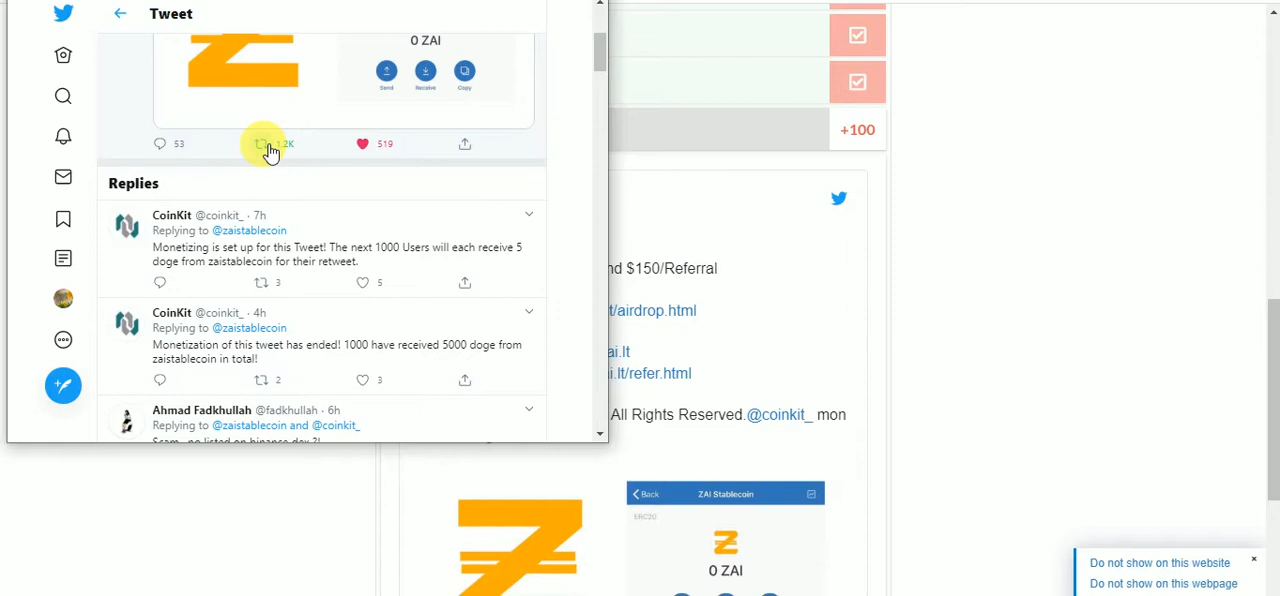 Tweet
0 ZAI
Send Receive Copy
53 1.2K 519
Replies
CoinKit @coinkit_ · 7h
Replying to @zaistablecoin
Monetizing is set up for this Tweet! The next 1000 Users will each receive 5
doge from zaistablecoin for their retweet.
3 5
CoinKit @coinkit_ · 4h
Replying to @zaistablecoin
Monetization of this tweet has ended! 1000 have received 5000 doge from
zaistablecoin in total!
2 3
Ahmad Fadkhullah @fadkhullah · 6h
Replying to @zaistablecoin and @coinkit_
+100
nd $150/Referral
t/airdrop.html
ai.lt
i.lt/refer.html
All Rights Reserved.@coinkit_ mon
Back ZAI Stablecoin
ERC20
0 ZAI
Do not show on this website
×
Do not show on this webpage